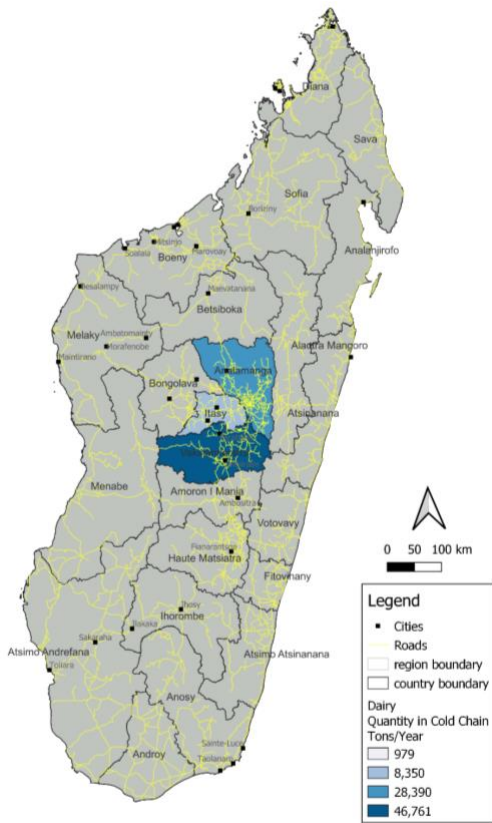 Diana
Sava
Sofia
Boriziny
Analanjirofo
Mitsinjo
Soalala
Marovoay
Boeny
Besalampy
Maevatanana
Betsiboka
Melaky
Ambatomainty
Morafenobe
Maintirano
Alaotra Mangoro
Analamanga
Bongolava
Itasy
Atsinanana
Menabe
Amoron I Mania
Ambositra
Votovavy
Haute Matsiatra
Fitovinany
Ihosy
Ihorombe
Sakaraha
Atsimo Andrefana
Toliara
Atsimo Atsinanana
Anosy
Androy
Sainte-Luce
0 50 100 km
Legend
Cities
Roads
region boundary
country boundary
Dairy
Quantity in Cold Chain
Tons/Year
979
8,350
28,390
46,761